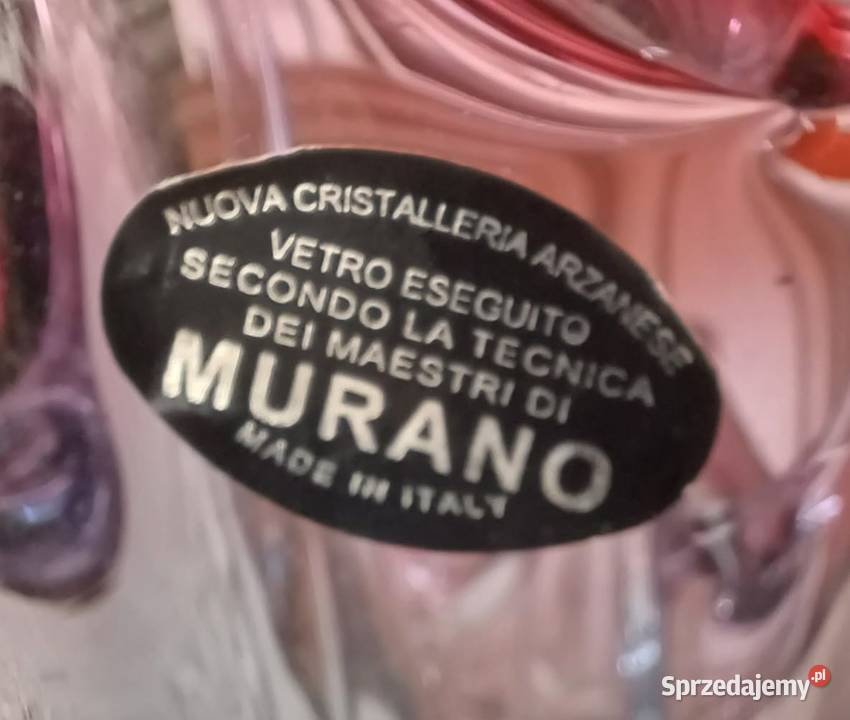 NUOVA CRISTALLERIA ARZANESE
VETRO ESEGUITO
SECONDO LA TECNICA
DEI MAESTRI DI
MURANO
MADE IN ITALY
Sprzedajemy.pl